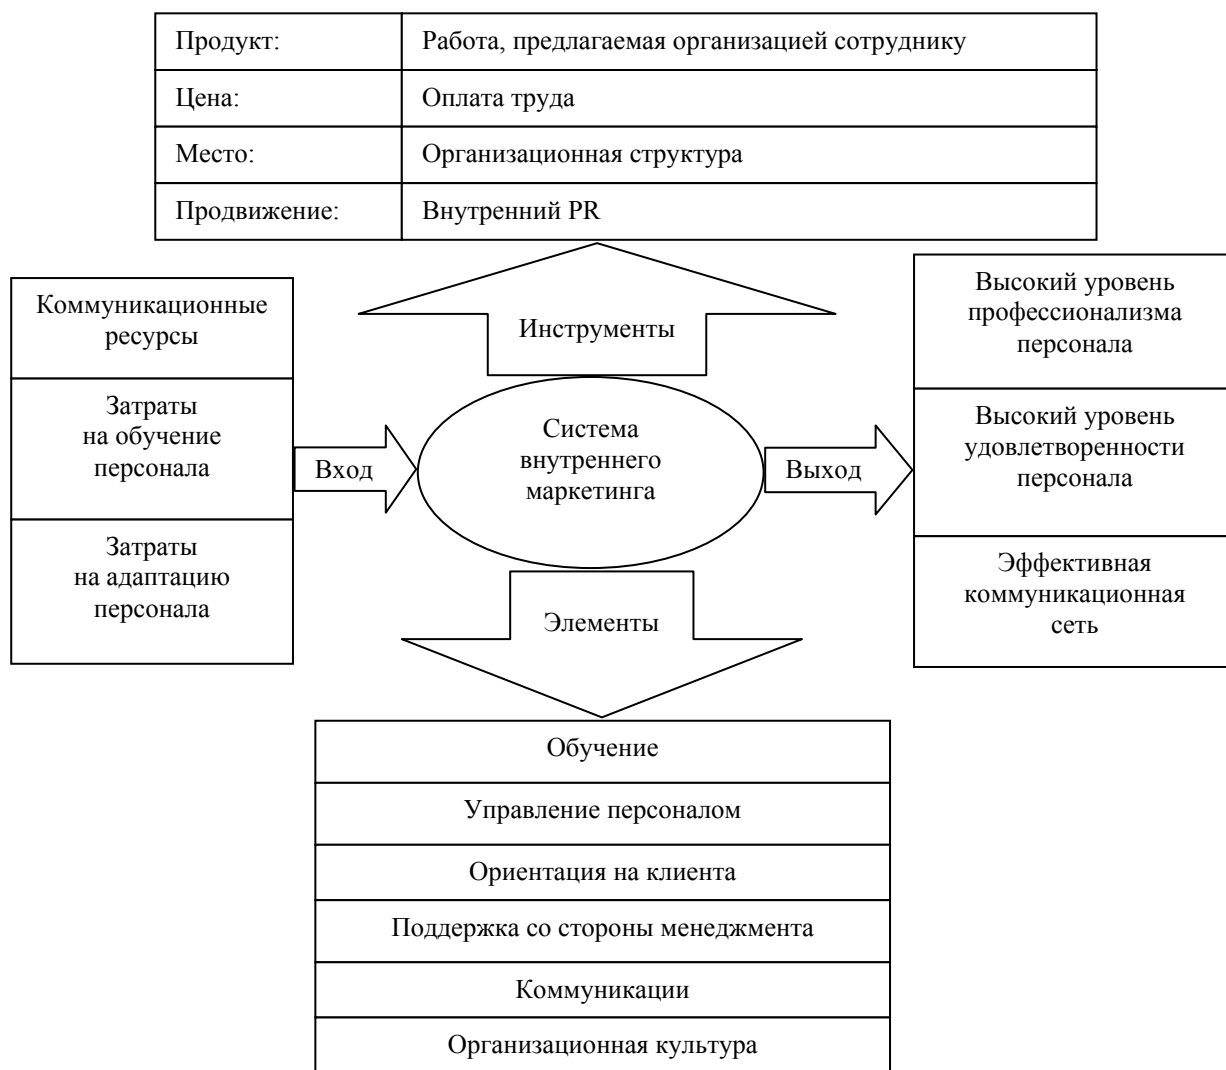 Продукт: Работа, предлагаемая организацией сотруднику
Цена: Оплата труда
Место: Организационная структура
Продвижение: Внутренний PR
Инструменты
Коммуникационные
ресурсы
Затраты
на обучение
персонала
Затраты
на адаптацию
персонала
Вход
Система
внутреннего
маркетинга
Выход
Высокий уровень
профессионализма
персонала
Высокий уровень
удовлетворенности
персонала
Эффективная
коммуникационная
сеть
Элементы
Обучение
Управление персоналом
Ориентация на клиента
Поддержка со стороны менеджмента
Коммуникации
Организационная культура